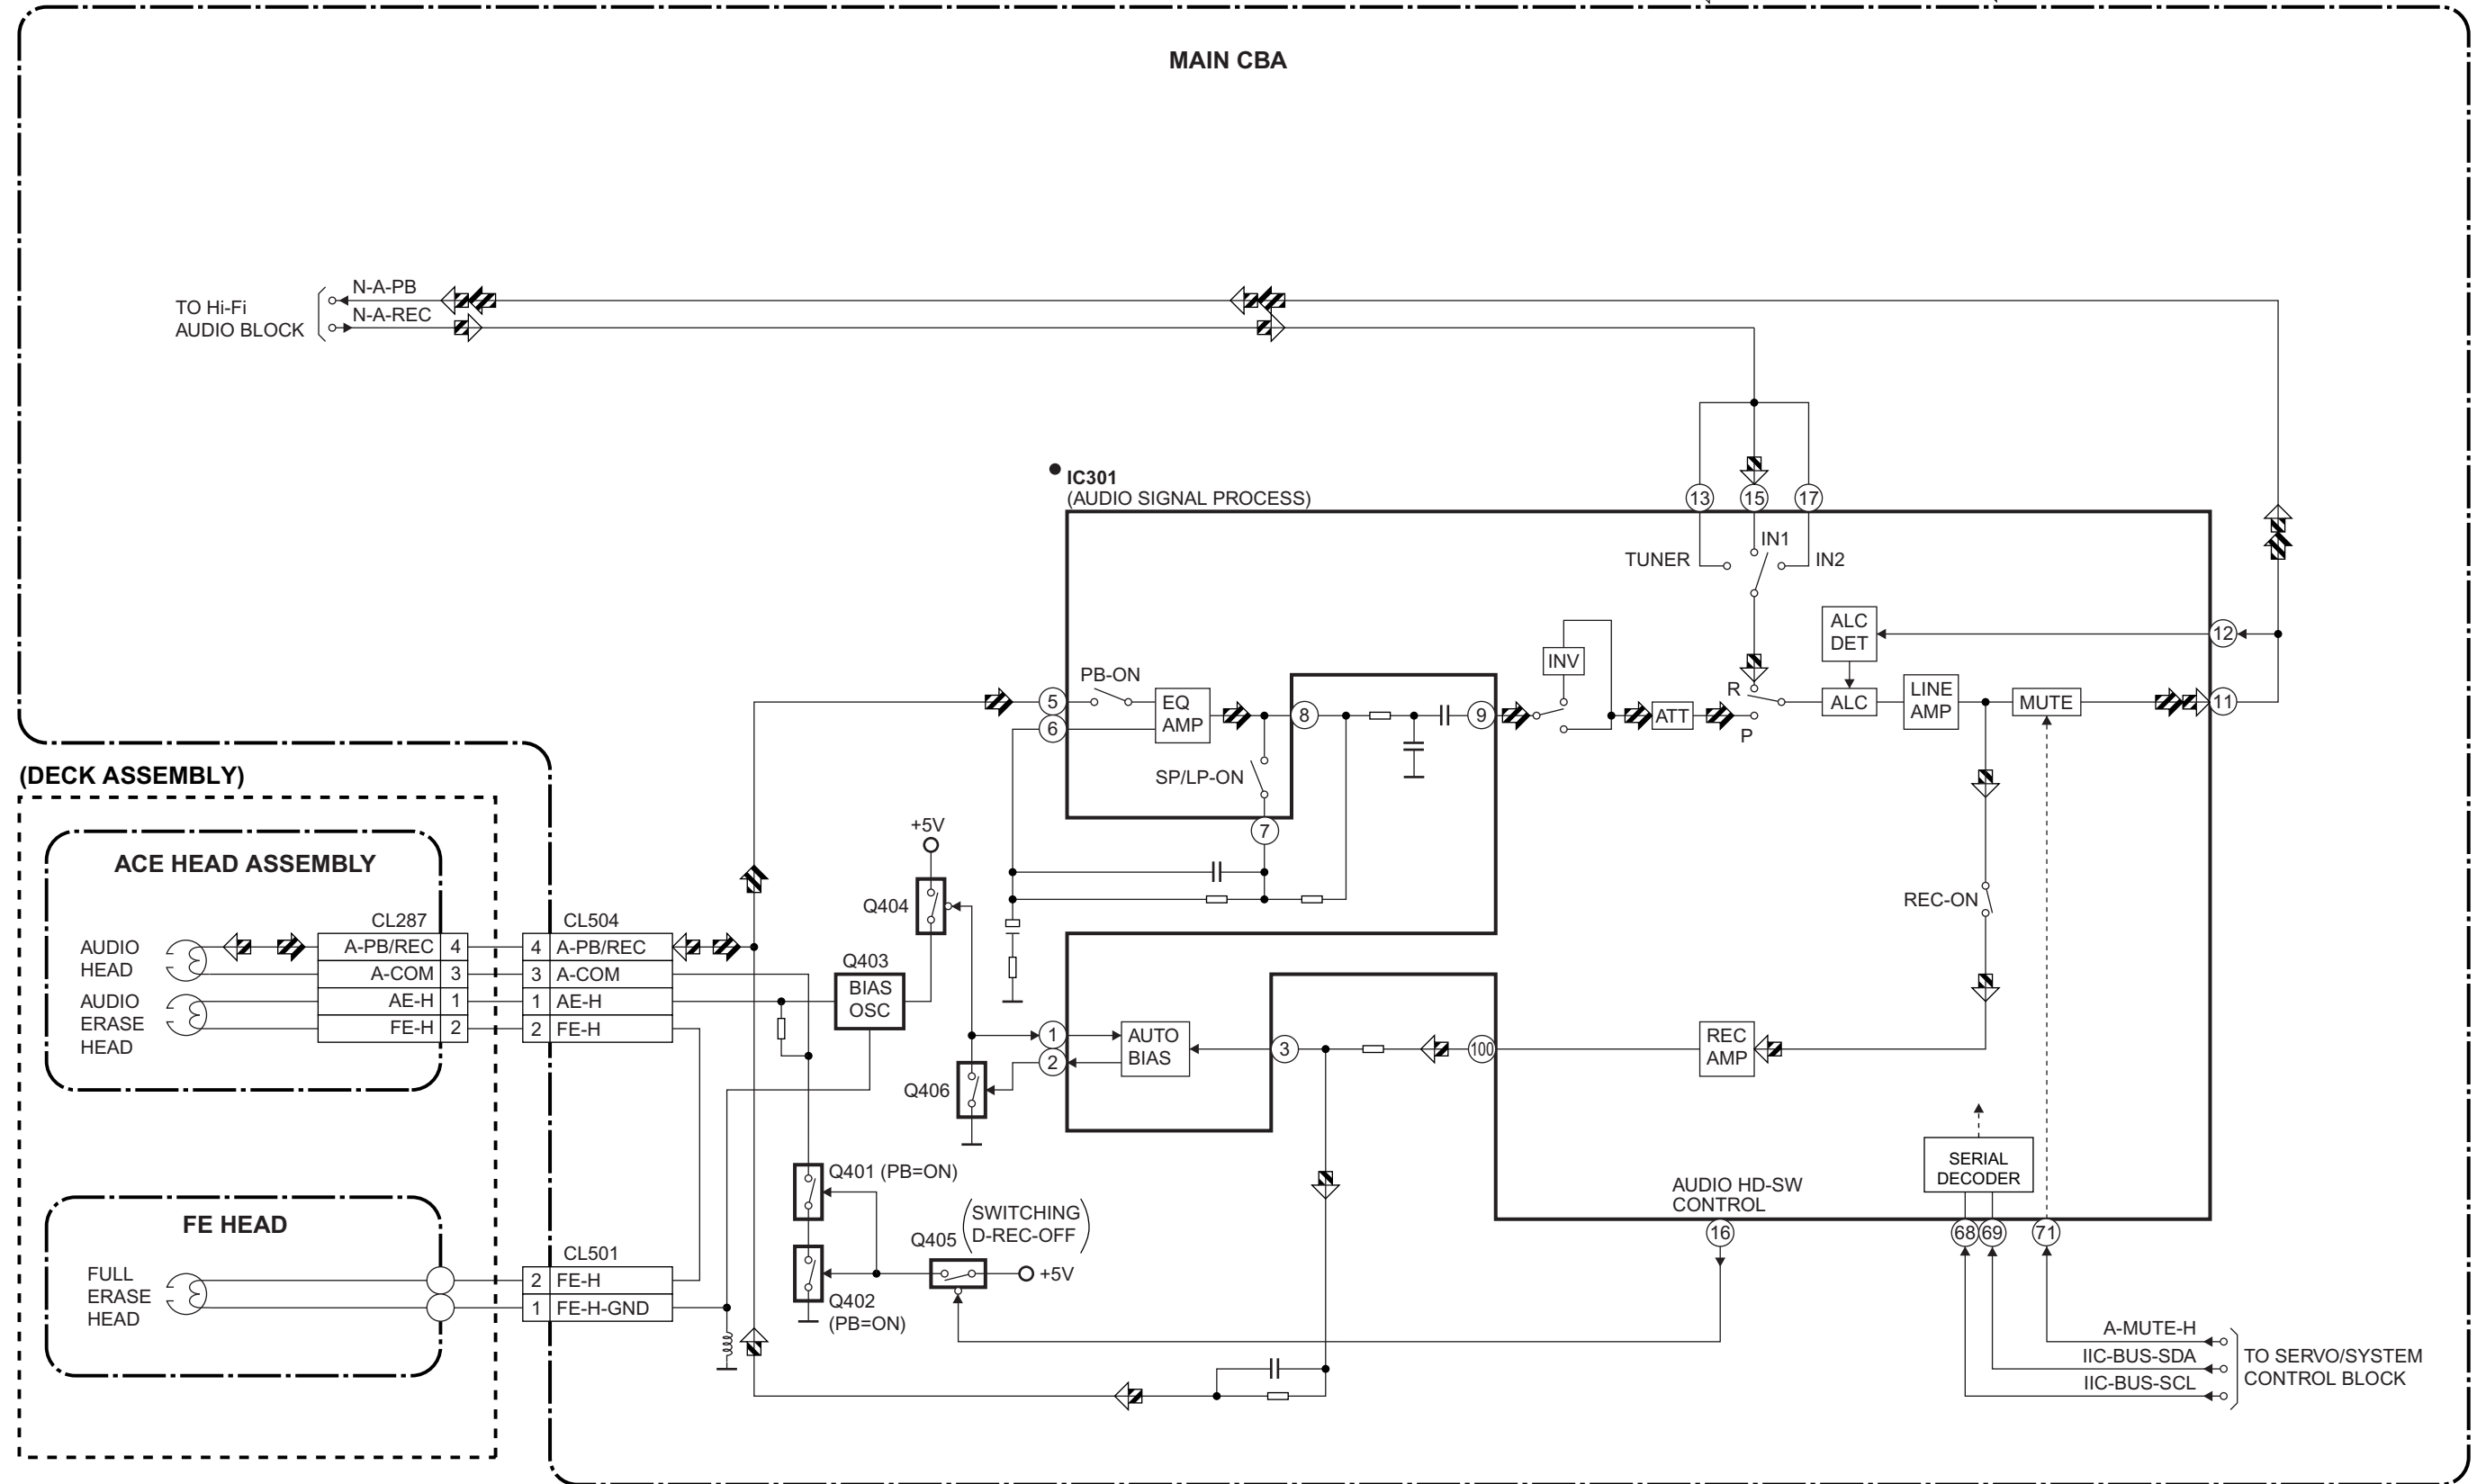 MAIN CBA
TO Hi-Fi
AUDIO BLOCK
N-A-PB
N-A-REC
IC301
(AUDIO SIGNAL PROCESS)
13
15
17
TUNER
IN1
IN2
ALC
DET
12
INV
PB-ON
5
6
EQ
AMP
8
9
ATT
R
P
ALC
LINE
AMP
MUTE
11
SP/LP-ON
7
(DECK ASSEMBLY)
ACE HEAD ASSEMBLY
+5V
Q404
REC-ON
AUDIO
HEAD
AUDIO
ERASE
HEAD
CL287
A-PB/REC 4
A-COM 3
AE-H 1
FE-H 2
CL504
4 A-PB/REC
3 A-COM
1 AE-H
2 FE-H
Q403
BIAS
OSC
1
2
AUTO
BIAS
3
100
REC
AMP
Q406
Q401 (PB=ON)
SERIAL
DECODER
AUDIO HD-SW
CONTROL
FE HEAD
FULL
ERASE
HEAD
CL501
2 FE-H
1 FE-H-GND
Q405
(SWITCHING
D-REC-OFF)
+5V
Q402
(PB=ON)
16
68
69
71
A-MUTE-H
IIC-BUS-SDA
IIC-BUS-SCL
TO SERVO/SYSTEM
CONTROL BLOCK